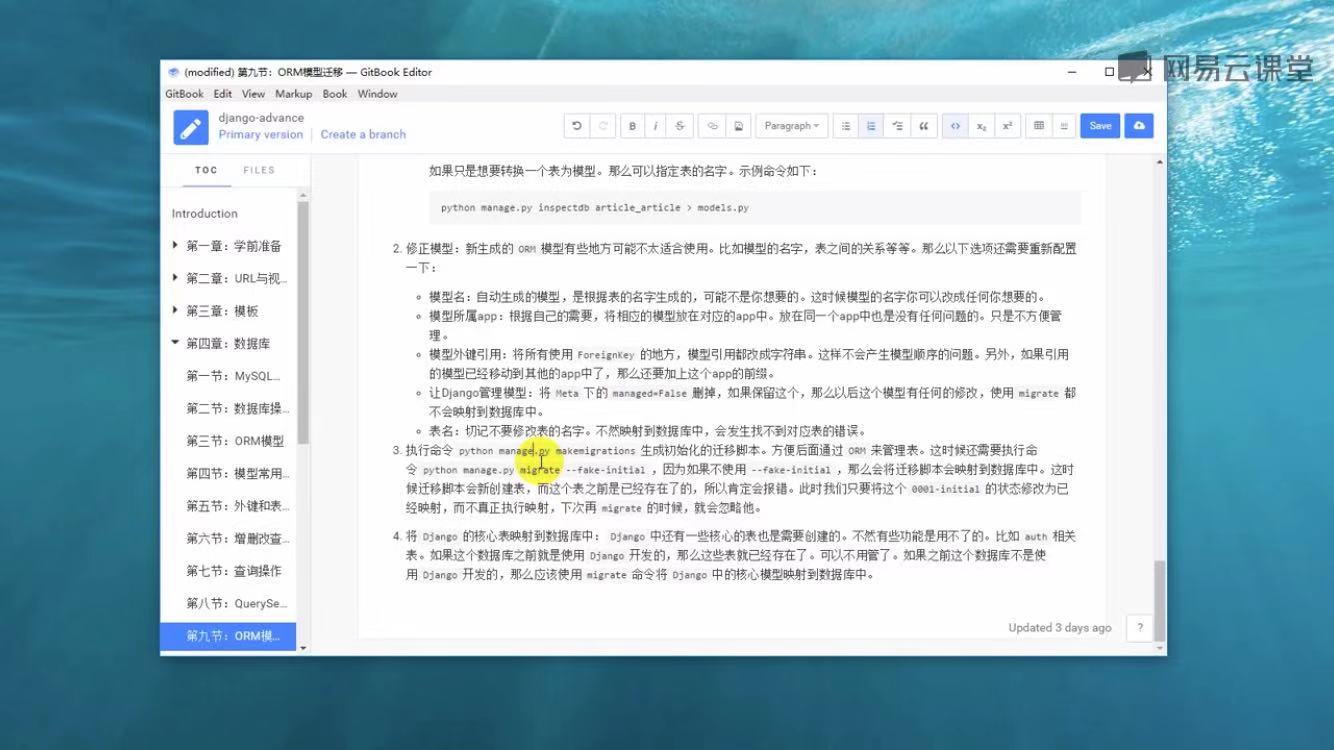 网易云课堂
(modified) 第九节：ORM模型迁移 — GitBook Editor
GitBook Edit View Markup Book Window
django-advance
Primary version Create a branch
B i S Paragraph Save
TOC FILES
Introduction
第一章：学前准备
第二章：URL与视...
第三章：模板
第四章：数据库
第一节：MySQL...
第二节：数据库操...
第三节：ORM模型
第四节：模型常用...
第五节：外键和表...
第六节：增删改查...
第七节：查询操作
第八节：QuerySe...
第九节：ORM模...
如果只是想要转换一个表为模型。那么可以指定表的名字。示例命令如下：
python manage.py inspectdb article_article > models.py
2. 修正模型：新生成的 ORM 模型有些地方可能不太适合使用。比如模型的名字，表之间的关系等等。那么以下选项还需要重新配置
一下：
模型名：自动生成的模型，是根据表的名字生成的，可能不是你想要的。这时候模型的名字你可以改成任何你想要的。
模型所属app：根据自己的需要，将相应的模型放在对应的app中。放在同一个app中也是没有任何问题的。只是不方便管
理。
模型外键引用：将所有使用 ForeignKey 的地方，模型引用都改成字符串。这样不会产生模型顺序的问题。另外，如果引用
的模型已经移动到其他的app中了，那么还要加上这个app的前缀。
让Django管理模型：将 Meta 下的 managed=False 删掉，如果保留这个，那么以后这个模型有任何的修改，使用 migrate 都
不会映射到数据库中。
表名：切记不要修改表的名字。不然映射到数据库中，会发生找不到对应表的错误。
3. 执行命令 python manage.py makemigrations 生成初始化的迁移脚本。方便后面通过 ORM 来管理表。这时候还需要执行命
令 python manage.py migrate --fake-initial ，因为如果不使用 --fake-initial ，那么会将迁移脚本会映射到数据库中。这时
候迁移脚本会新创建表，而这个表之前是已经存在了的，所以肯定会报错。此时我们只要将这个 0001-initial 的状态修改为已
经映射，而不真正执行映射，下次再 migrate 的时候，就会忽略他。
4. 将 Django 的核心表映射到数据库中： Django 中还有一些核心的表也是需要创建的。不然有些功能是用不了的。比如 auth 相关
表。如果这个数据库之前就是使用 Django 开发的，那么这些表就已经存在了。可以不用管了。如果之前这个数据库不是使
用 Django 开发的，那么应该使用 migrate 命令将 Django 中的核心模型映射到数据库中。
Updated 3 days ago ?